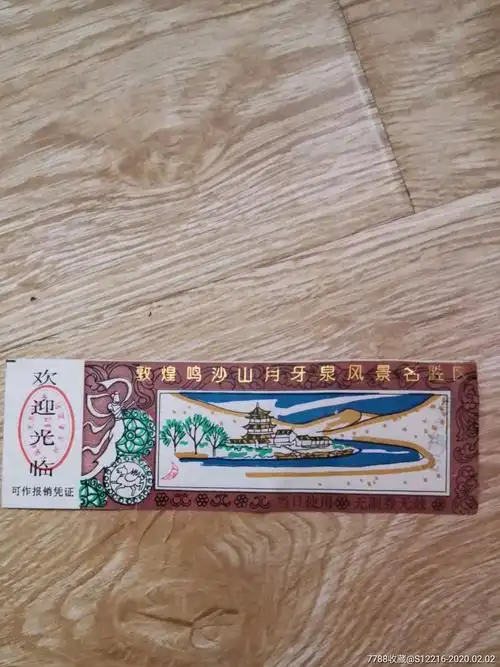 欢迎光临
可作报销凭证
敦煌鸣沙山月牙泉风景名胜区
当日使用 无副券无效
7788收藏@S12216-2020.02.02